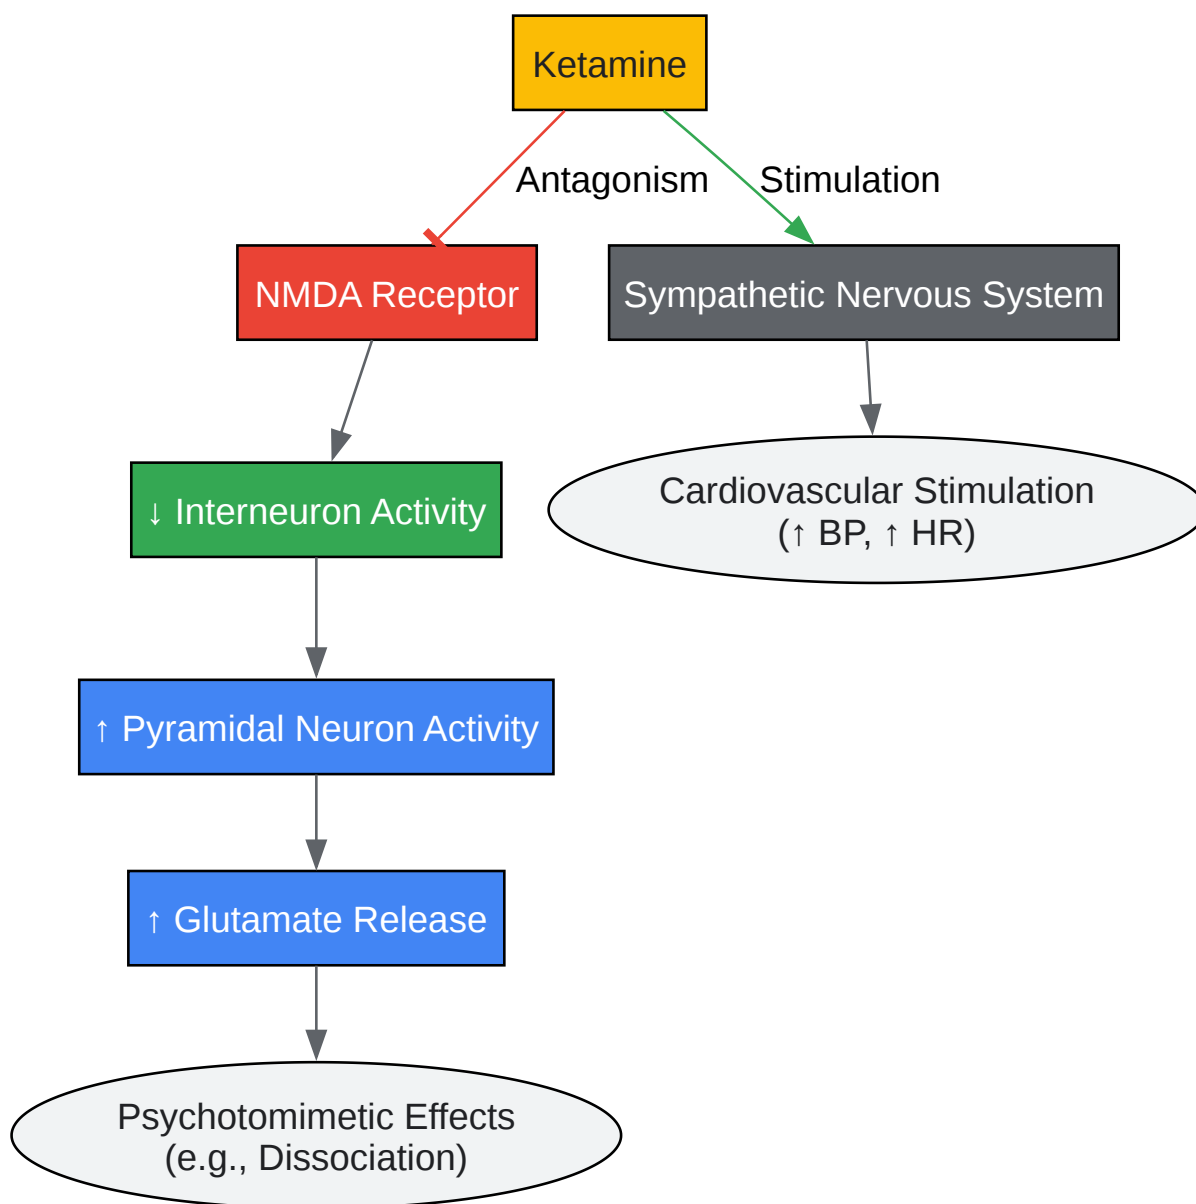 Ketamine
Antagonism
Stimulation
NMDA Receptor
Sympathetic Nervous System
↓ Interneuron Activity
Cardiovascular Stimulation
(↑ BP, ↑ HR)
↑ Pyramidal Neuron Activity
↑ Glutamate Release
Psychotomimetic Effects
(e.g., Dissociation)